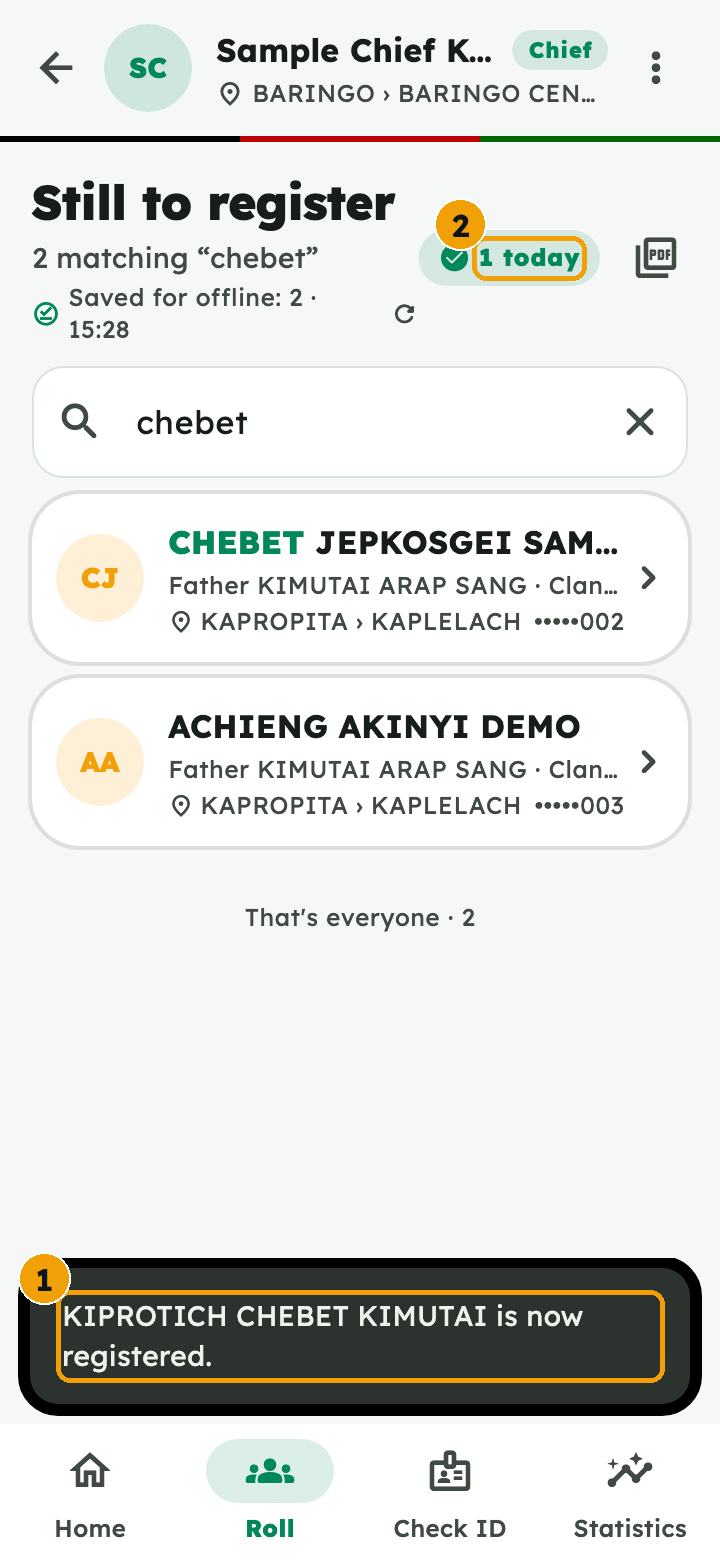 SC
Sample Chief K...
Chief
BARINGO › BARINGO CEN...
Still to register
2
2 matching “chebet”
1 today
PDF
Saved for offline: 2 ·
15:28
chebet
CJ
CHEBET JEPKOSGEI SAM...
Father KIMUTAI ARAP SANG · Clan...
KAPROPITA › KAPLELACH •••••002
AA
ACHIENG AKINYI DEMO
Father KIMUTAI ARAP SANG · Clan...
KAPROPITA › KAPLELACH •••••003
That's everyone · 2
1
KIPROTICH CHEBET KIMUTAI is now
registered.
Home
Roll
Check ID
Statistics